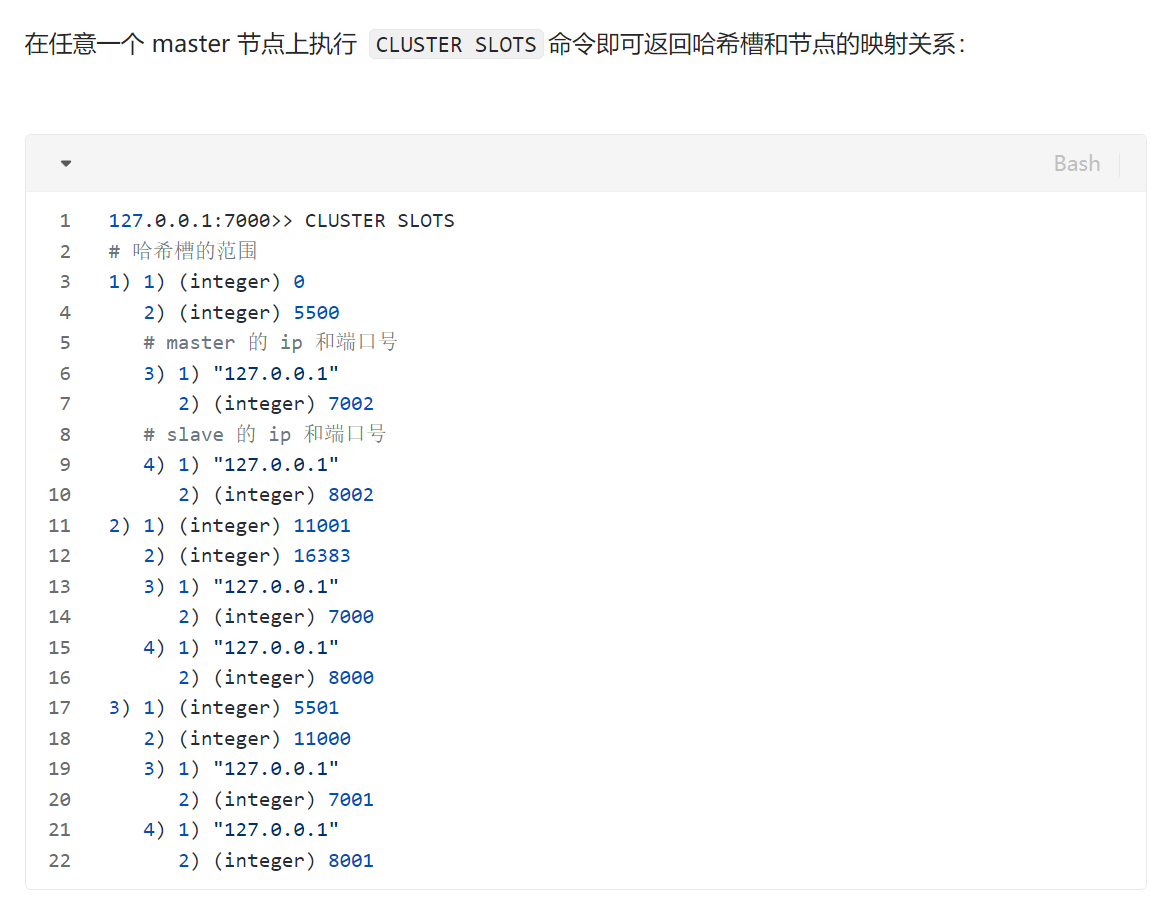 在任意一个 master 节点上执行 CLUSTER SLOTS 命令即可返回哈希槽和节点的映射关系：
Bash
1 127.0.0.1:7000>> CLUSTER SLOTS
2 # 哈希槽的范围
3 1) 1) (integer) 0
4 2) (integer) 5500
5 # master 的 ip 和端口号
6 3) 1) "127.0.0.1"
7 2) (integer) 7002
8 # slave 的 ip 和端口号
9 4) 1) "127.0.0.1"
10 2) (integer) 8002
11 2) 1) (integer) 11001
12 2) (integer) 16383
13 3) 1) "127.0.0.1"
14 2) (integer) 7000
15 4) 1) "127.0.0.1"
16 2) (integer) 8000
17 3) 1) (integer) 5501
18 2) (integer) 11000
19 3) 1) "127.0.0.1"
20 2) (integer) 7001
21 4) 1) "127.0.0.1"
22 2) (integer) 8001